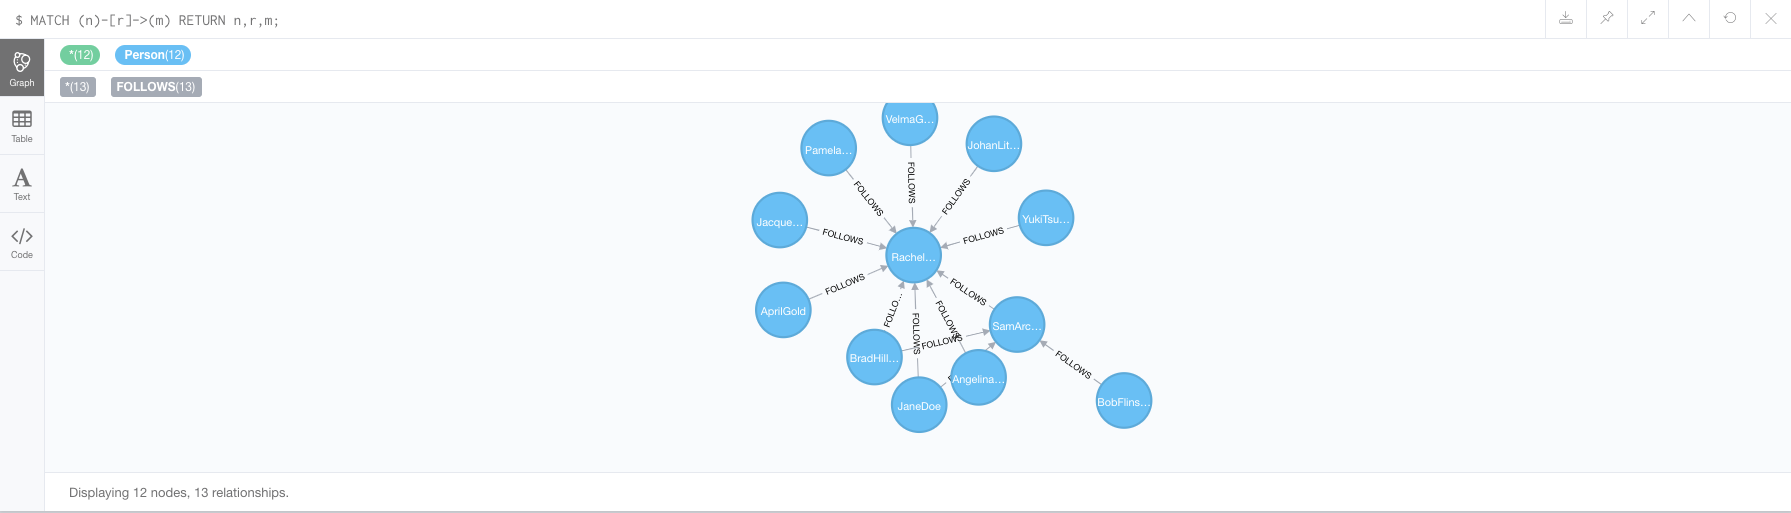 $ MATCH (n)-[r]->(m) RETURN n,r,m;
*(12) Person(12)
*(13) FOLLOWS(13)
Graph
Table
Text
Code
VelmaG...
Pamela...
JohanLit...
FOLLOWS
FOLLOWS
FOLLOWS
Jacque...
YukiTsu...
FOLLOWS
FOLLOWS
Rachel...
FOLLOWS
FOLLOWS
AprilGold
FOLLO...
FOLLOWS
FOLLOWS
SamArc...
FOLLOWS
BradHill...
FOLLOWS
Angelina...
JaneDoe
BobFlins...
Displaying 12 nodes, 13 relationships.